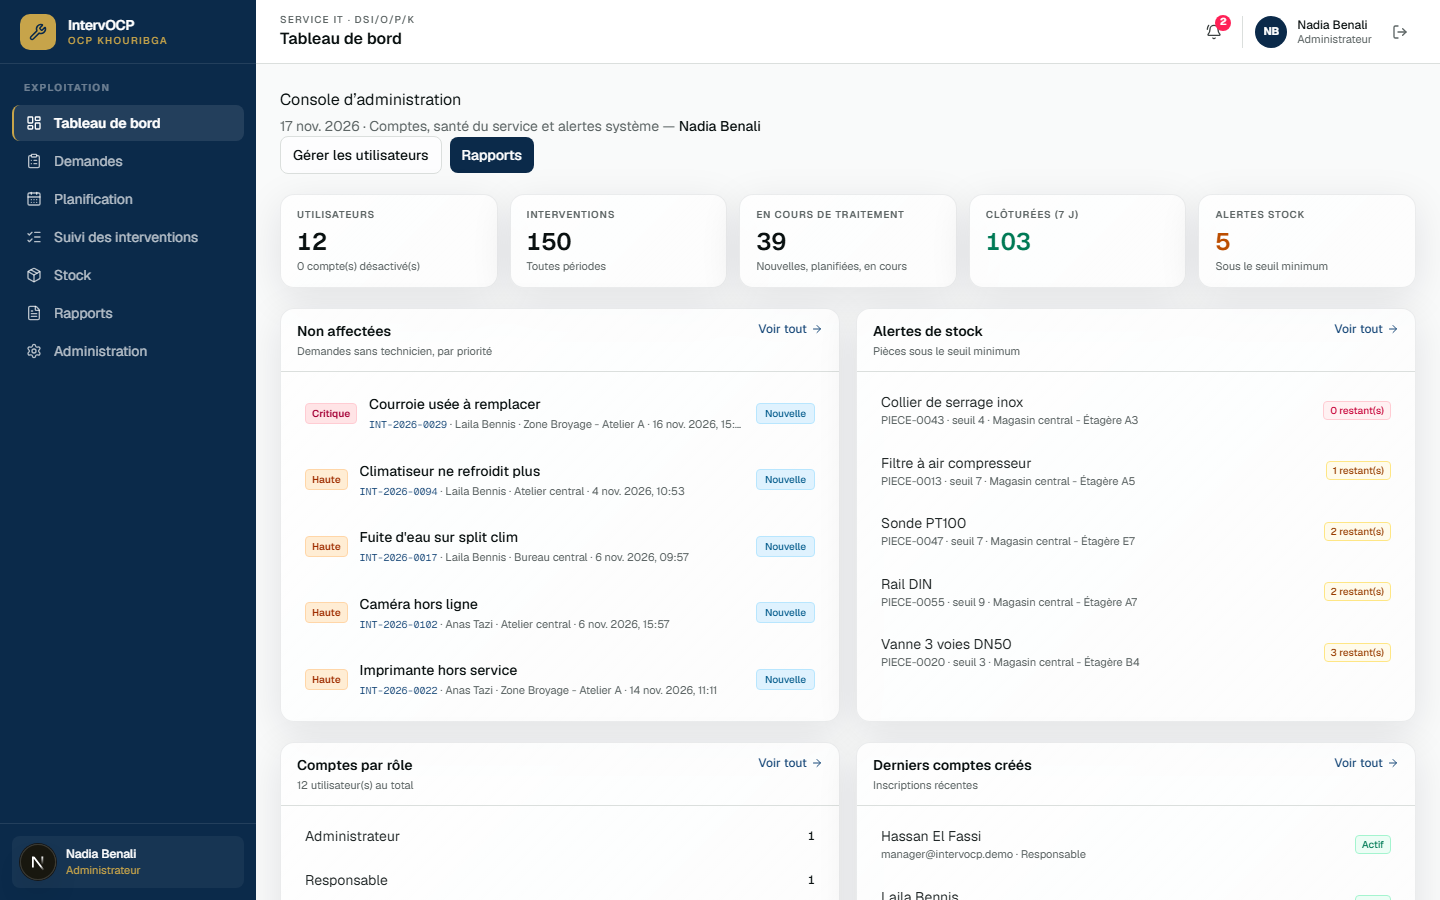 IntervOCP
OCP KHOURIBGA
EXPLOITATION
Tableau de bord
Demandes
Planification
Suivi des interventions
Stock
Rapports
Administration
N
Nadia Benali
Administrateur
SERVICE IT · DSI/O/P/K
Tableau de bord
2
NB
Nadia Benali
Administrateur
Console d'administration
17 nov. 2026 · Comptes, santé du service et alertes système — Nadia Benali
Gérer les utilisateurs
Rapports
UTILISATEURS
12
0 compte(s) désactivé(s)
INTERVENTIONS
150
Toutes périodes
EN COURS DE TRAITEMENT
39
Nouvelles, planifiées, en cours
CLÔTURÉES (7 J)
103
ALERTES STOCK
5
Sous le seuil minimum
Non affectées
Voir tout →
Demandes sans technicien, par priorité
Critique
Courroie usée à remplacer
INT-2026-0029 · Laila Bennis · Zone Broyage - Atelier A · 16 nov. 2026, 15:…
Nouvelle
Haute
Climatiseur ne refroidit plus
INT-2026-0094 · Laila Bennis · Atelier central · 4 nov. 2026, 10:53
Nouvelle
Haute
Fuite d'eau sur split clim
INT-2026-0017 · Laila Bennis · Bureau central · 6 nov. 2026, 09:57
Nouvelle
Haute
Caméra hors ligne
INT-2026-0102 · Anas Tazi · Atelier central · 6 nov. 2026, 15:57
Nouvelle
Haute
Imprimante hors service
INT-2026-0022 · Anas Tazi · Zone Broyage - Atelier A · 14 nov. 2026, 11:11
Nouvelle
Alertes de stock
Voir tout →
Pièces sous le seuil minimum
Collier de serrage inox
PIECE-0043 · seuil 4 · Magasin central - Étagère A3
0 restant(s)
Filtre à air compresseur
PIECE-0013 · seuil 7 · Magasin central - Étagère A5
1 restant(s)
Sonde PT100
PIECE-0047 · seuil 7 · Magasin central - Étagère E7
2 restant(s)
Rail DIN
PIECE-0055 · seuil 9 · Magasin central - Étagère A7
2 restant(s)
Vanne 3 voies DN50
PIECE-0020 · seuil 3 · Magasin central - Étagère B4
3 restant(s)
Comptes par rôle
Voir tout →
12 utilisateur(s) au total
Administrateur 1
Responsable 1
Derniers comptes créés
Voir tout →
Inscriptions récentes
Hassan El Fassi
manager@intervocp.demo · Responsable
Actif
Laila Bennis